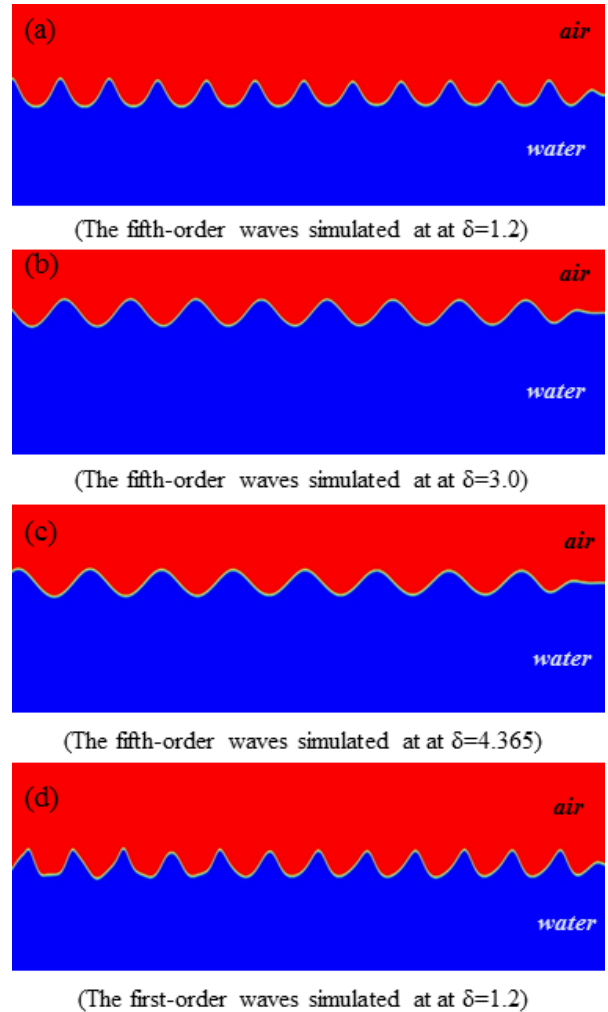 (a)
air
water
(The fifth-order waves simulated at at δ=1.2)
(b)
air
water
(The fifth-order waves simulated at at δ=3.0)
(c)
air
water
(The fifth-order waves simulated at at δ=4.365)
(d)
air
water
(The first-order waves simulated at at δ=1.2)